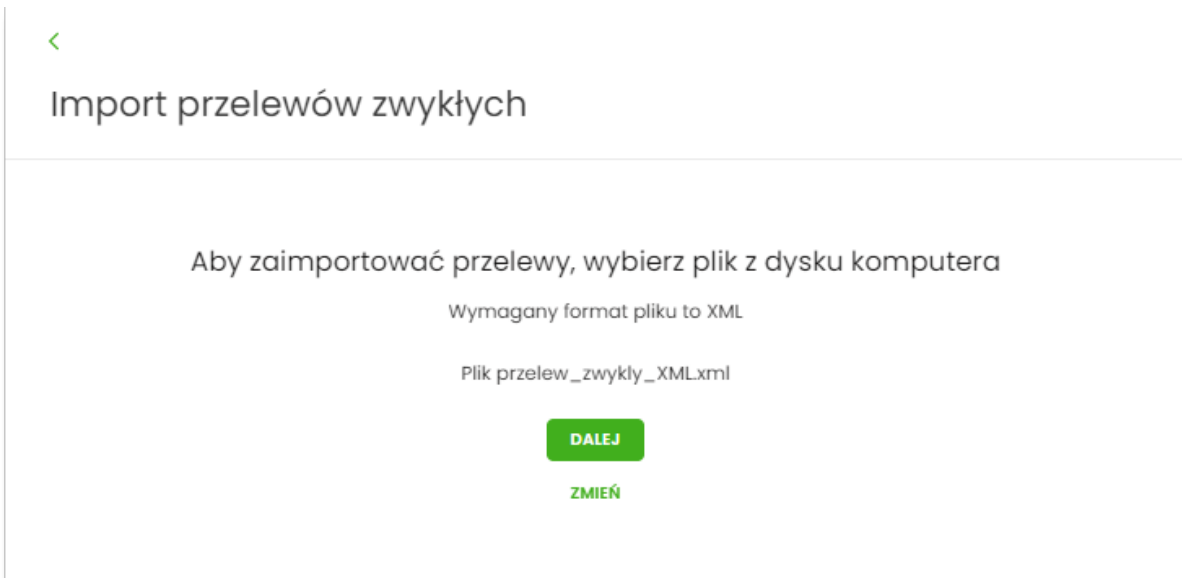 Import przelewów zwykłych
Aby zaimportować przelewy, wybierz plik z dysku komputera
Wymagany format pliku to XML
Plik przelew_zwykly_XML.xml
DALEJ
ZMIEŃ